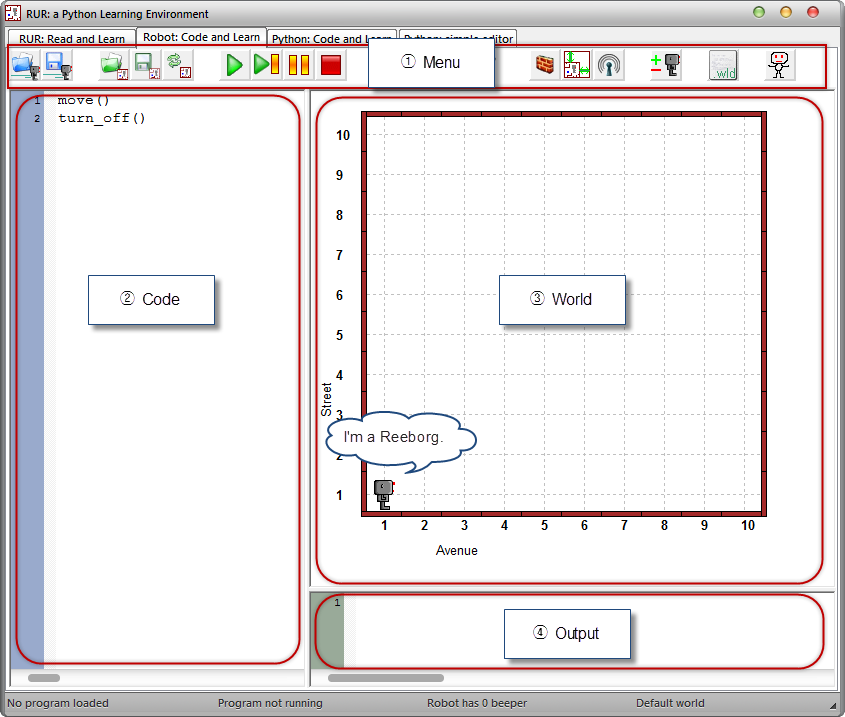 RUR: a Python Learning Environment
RUR: Read and Learn
Robot: Code and Learn
Python: Code and Learn
Python: simple editor
① Menu
.wld
1 move()
2 turn_off()
② Code
10
9
8
7
6
5
4
3
2
1
Street
③ World
I'm a Reeborg.
1 2 3 4 5 6 7 8 9 10
Avenue
1
④ Output
No program loaded
Program not running
Robot has 0 beeper
Default world